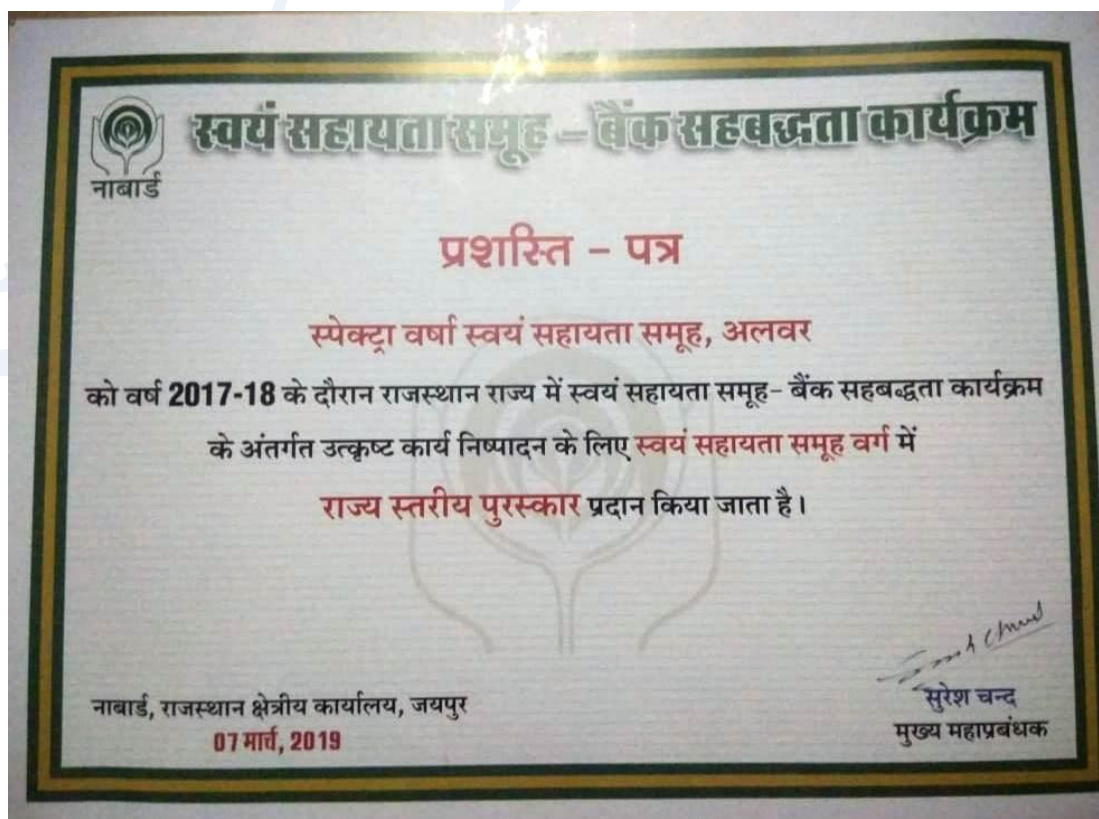 स्वयं सहायता समूह – बैंक सहबद्धता कार्यक्रम
नाबार्ड
प्रशस्ति – पत्र
स्पेक्ट्रा वर्षा स्वयं सहायता समूह, अलवर
को वर्ष 2017-18 के दौरान राजस्थान राज्य में स्वयं सहायता समूह- बैंक सहबद्धता कार्यक्रम
के अंतर्गत उत्कृष्ट कार्य निष्पादन के लिए स्वयं सहायता समूह वर्ग में
राज्य स्तरीय पुरस्कार प्रदान किया जाता है।
नाबार्ड, राजस्थान क्षेत्रीय कार्यालय, जयपुर
07 मार्च, 2019
सुरेश चन्द
मुख्य महाप्रबंधक